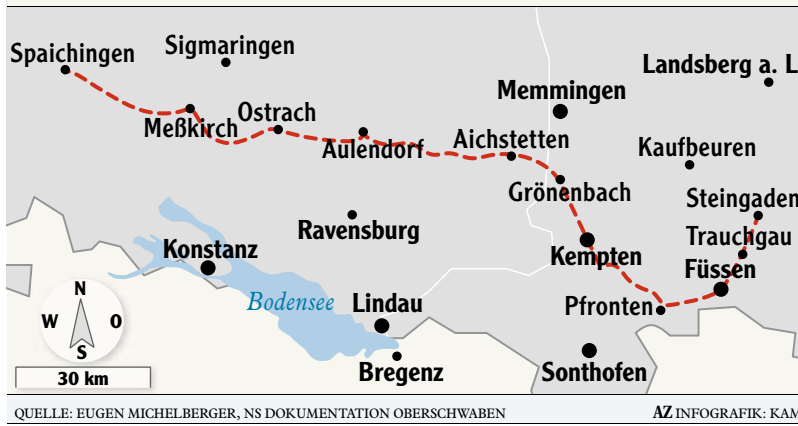 Spaichingen
Sigmaringen
Landsberg a. L
Memmingen
Meßkirch
Ostrach
Aulendorf
Aichstetten
Kaufbeuren
Grönenbach
Steingaden
Ravensburg
Trauchgau
Konstanz
Kempten
Füssen
Bodensee
Lindau
Pfronten
N
W O
S
30 km
Bregenz
Sonthofen
QUELLE: EUGEN MICHELBERGER, NS DOKUMENTATION OBERSCHWABEN
AZ INFOGRAFIK: KAM